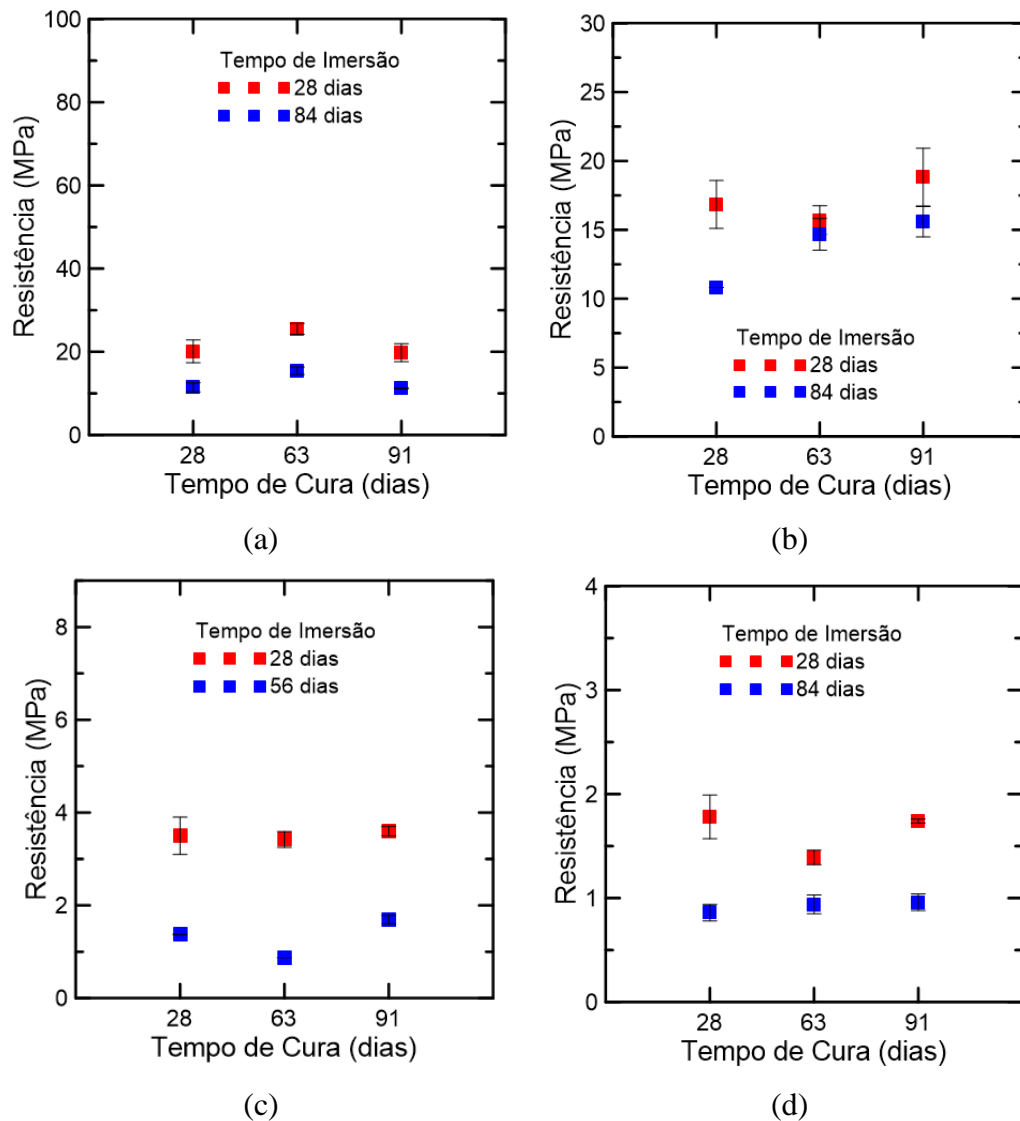 100
80
60
40
20
0
Resistência (MPa)
Tempo de Imersão
28 dias
84 dias
28 63 91
Tempo de Cura (dias)
(a)
30
25
20
15
10
5
0
Resistência (MPa)
Tempo de Imersão
28 dias
84 dias
28 63 91
Tempo de Cura (dias)
(b)
8
6
4
2
0
Resistência (MPa)
Tempo de Imersão
28 dias
56 dias
28 63 91
Tempo de Cura (dias)
(c)
4
3
2
1
0
Resistência (MPa)
Tempo de Imersão
28 dias
84 dias
28 63 91
Tempo de Cura (dias)
(d)